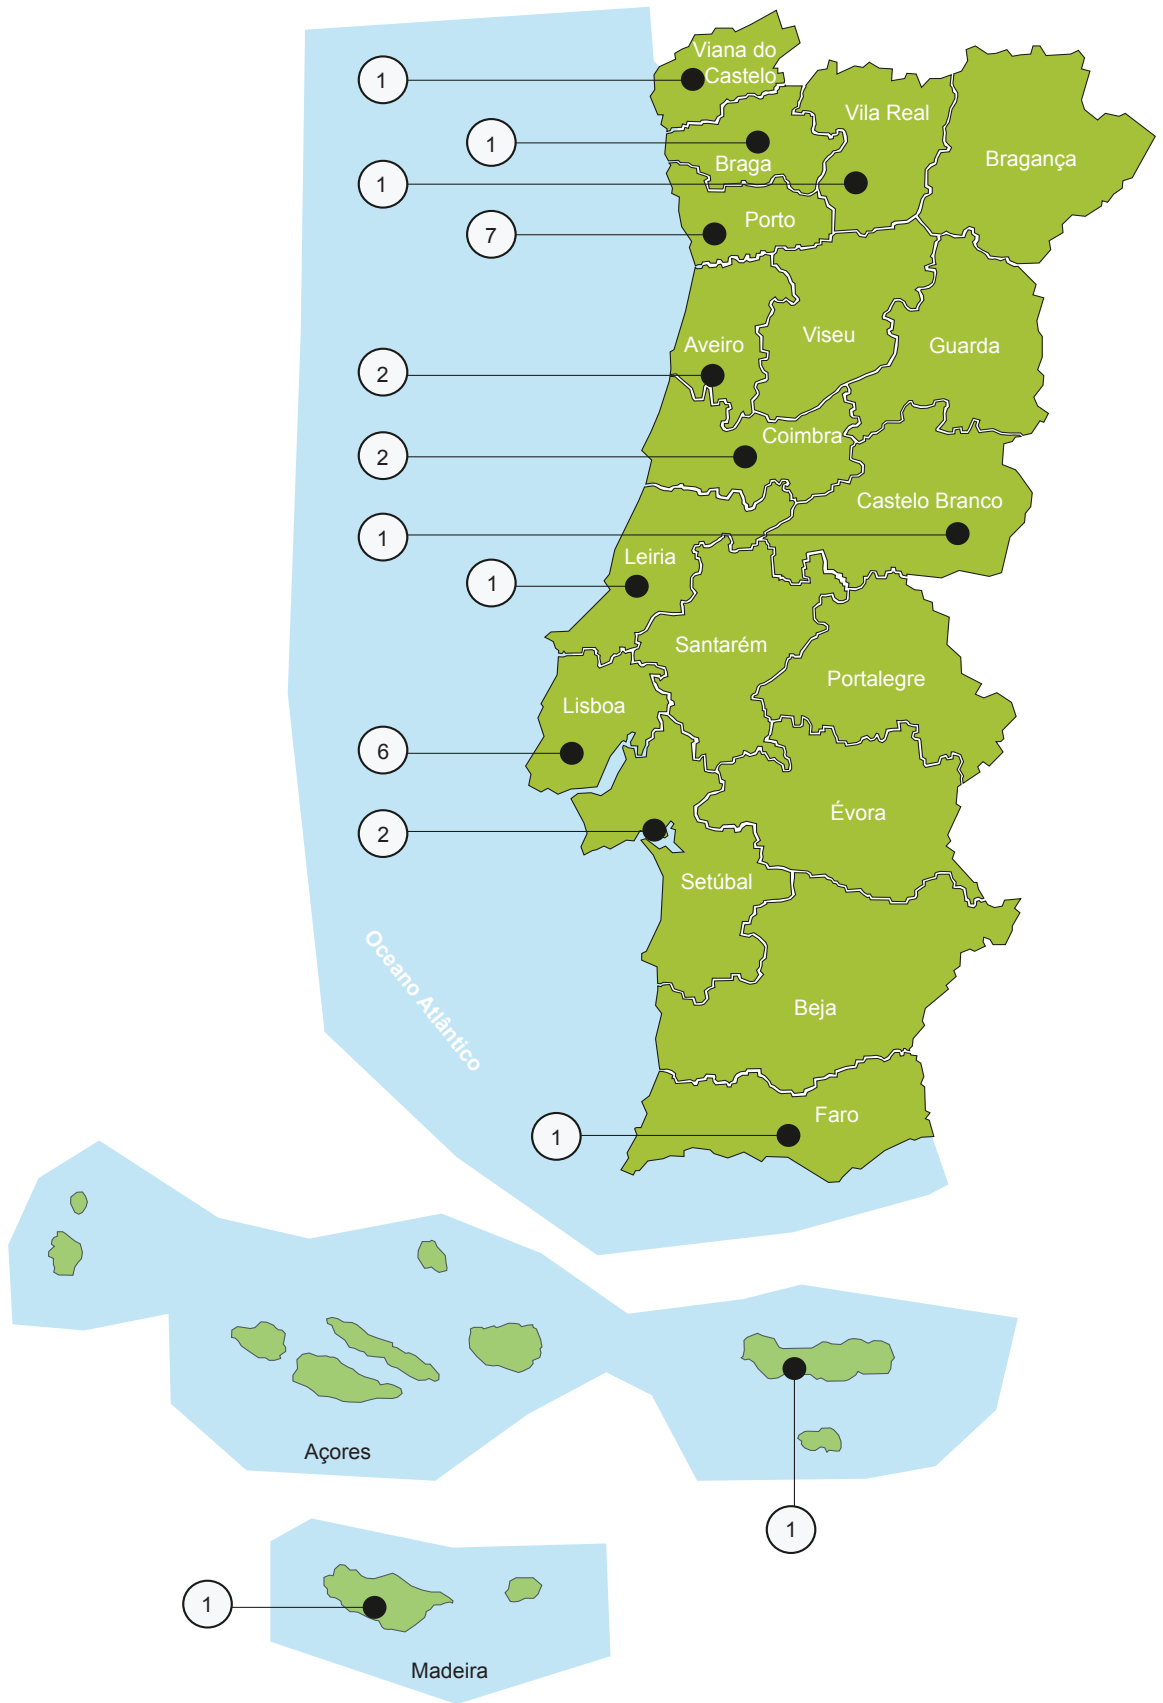 Viana do
Castelo
1
Vila Real
1
Braga
Bragança
1
Porto
7
Viseu
Aveiro
Guarda
2
Coimbra
2
Castelo Branco
1
Leiria
1
Santarém
Portalegre
Lisboa
6
Évora
2
Setúbal
Oceano Atlântico
Beja
Faro
1
Açores
1
1
Madeira